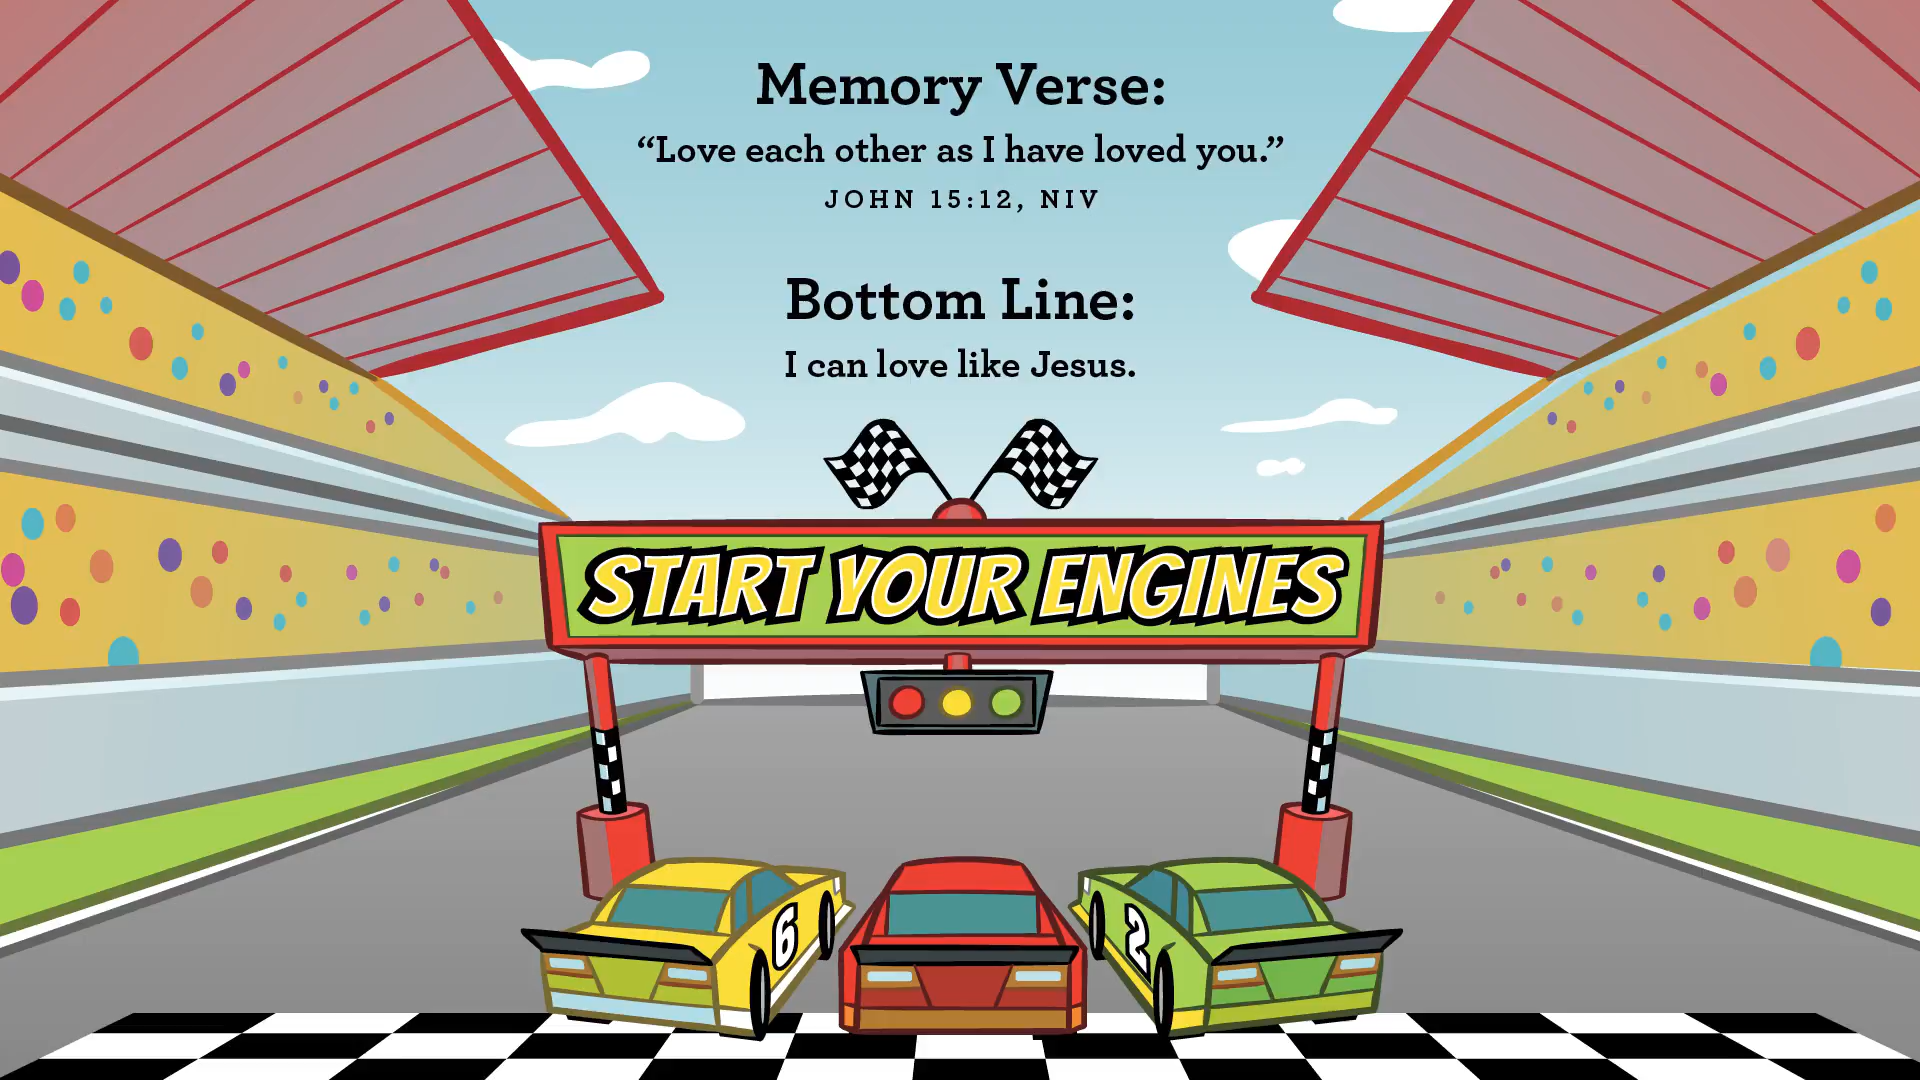 Memory Verse:
“Love each other as I have loved you.”
JOHN 15:12, NIV
Bottom Line:
I can love like Jesus.
START YOUR ENGINES
6
2